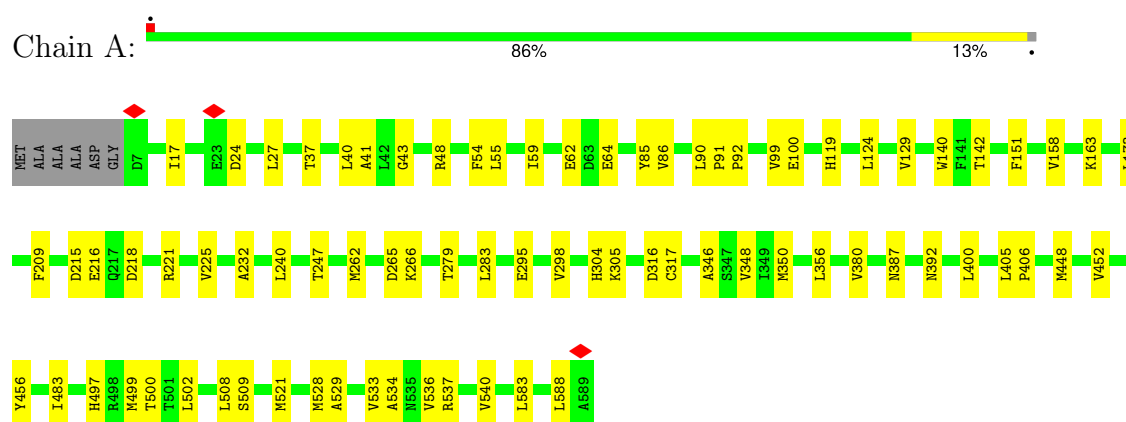 Chain A:
86%
13%
MET ALA ALA ALA ASP GLY D7 I17 E23 D24 L27 T37 L40 A41 L42 G43 R48 F54 L55 I59 E62 D63 E64 Y85 V86 L90 P91 P92 V99 E100 H119 L124 V129 W140 F141 T142 F151 V158 K163
F209 D215 E216 Q217 D218 R221 V225 A232 L240 T247 M262 D265 K266 T279 L283 E295 V298 H304 K305 D316 C317 A346 S347 V348 I349 M350 L356 V380 N387 N392 L400 L405 P406 M448 V452
Y456 I483 H497 R498 M499 T500 T501 L502 L508 S509 M521 M528 A529 V533 A534 N535 V536 R537 V540 L583 L588 A589